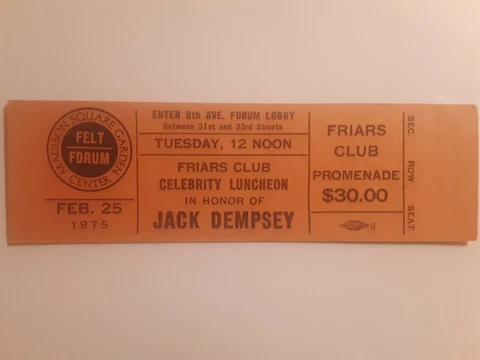 MADISON SQUARE GARDEN CENTER
FELT
FORUM
FEB. 25
1975
ENTER 8th AVE. FORUM LOBBY
Between 31st and 33rd Streets
TUESDAY, 12 NOON
FRIARS CLUB
CELEBRITY LUNCHEON
IN HONOR OF
JACK DEMPSEY
FRIARS
CLUB
PROMENADE
$30.00
6
SEC. ROW SEAT